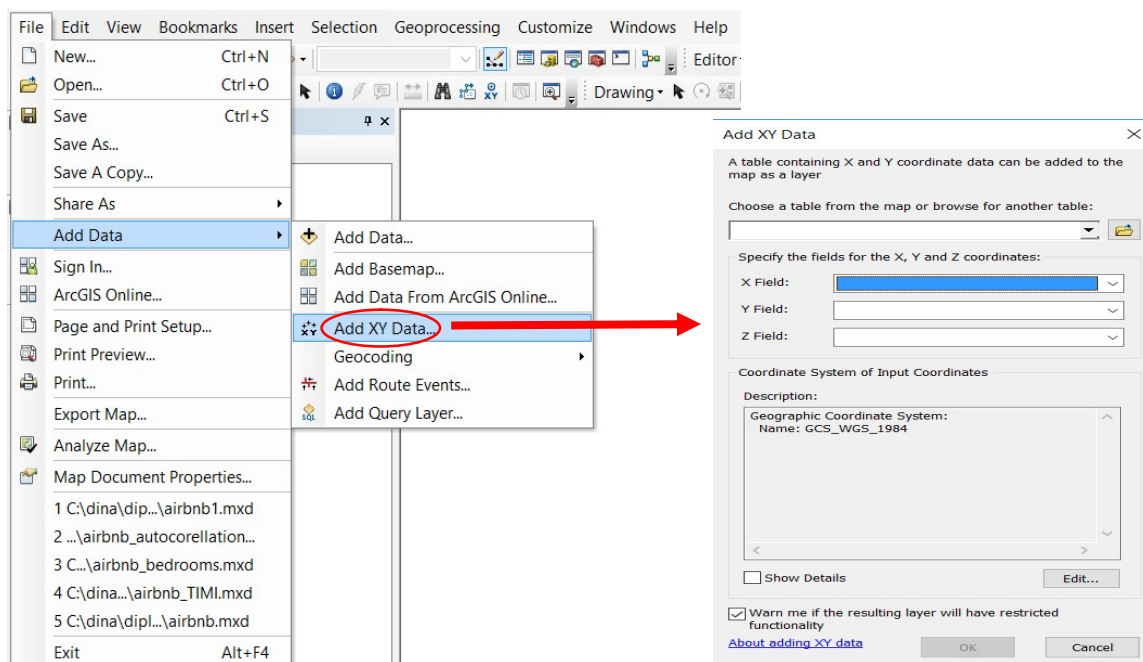 File Edit View Bookmarks Insert Selection Geoprocessing Customize Windows Help
New... Ctrl+N
Open... Ctrl+O
Save Ctrl+S
Save As...
Save A Copy...
Share As
Add Data
Sign In...
ArcGIS Online...
Page and Print Setup...
Print Preview...
Print...
Export Map...
Analyze Map...
Map Document Properties...
1 C:\dina\dip...\airbnb1.mxd
2 ...\airbnb_autocorellation...
3 C...\airbnb_bedrooms.mxd
4 C:\dina...\airbnb_TIMI.mxd
5 C:\dina\dipl...\airbnb.mxd
Exit Alt+F4
Editor
Drawing
XY
Add Data...
Add Basemap...
Add Data From ArcGIS Online...
XY Add XY Data...
Geocoding
Add Route Events...
SQL Add Query Layer...
Add XY Data
A table containing X and Y coordinate data can be added to the
map as a layer
Choose a table from the map or browse for another table:
Specify the fields for the X, Y and Z coordinates:
X Field:
Y Field:
Z Field:
Coordinate System of Input Coordinates
Description:
Geographic Coordinate System:
Name: GCS_WGS_1984
Show Details Edit...
Warn me if the resulting layer will have restricted
functionality
About adding XY data OK Cancel